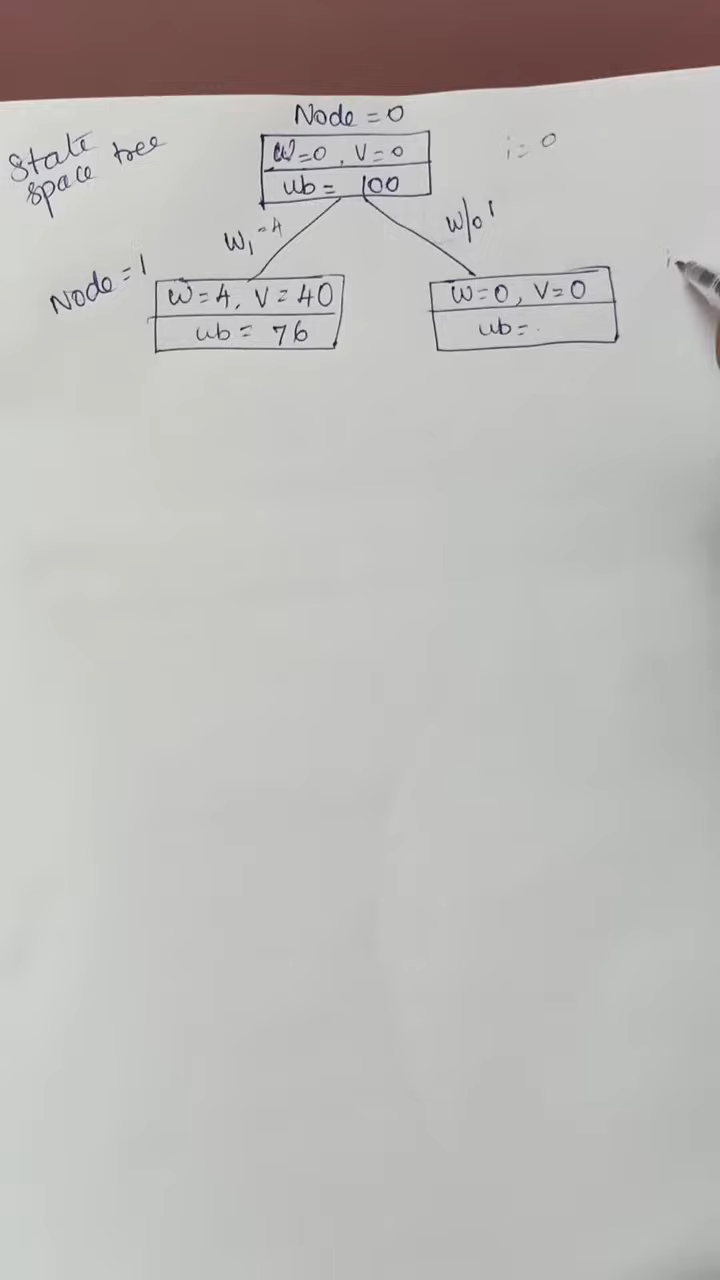 Node = 0
State
space tree
W=0, V=0
i= 0
ub= 100
W₁=4
W/o 1
Node = 1
W=4, V=40
W=0, V=0
ub= 76
ub=
i